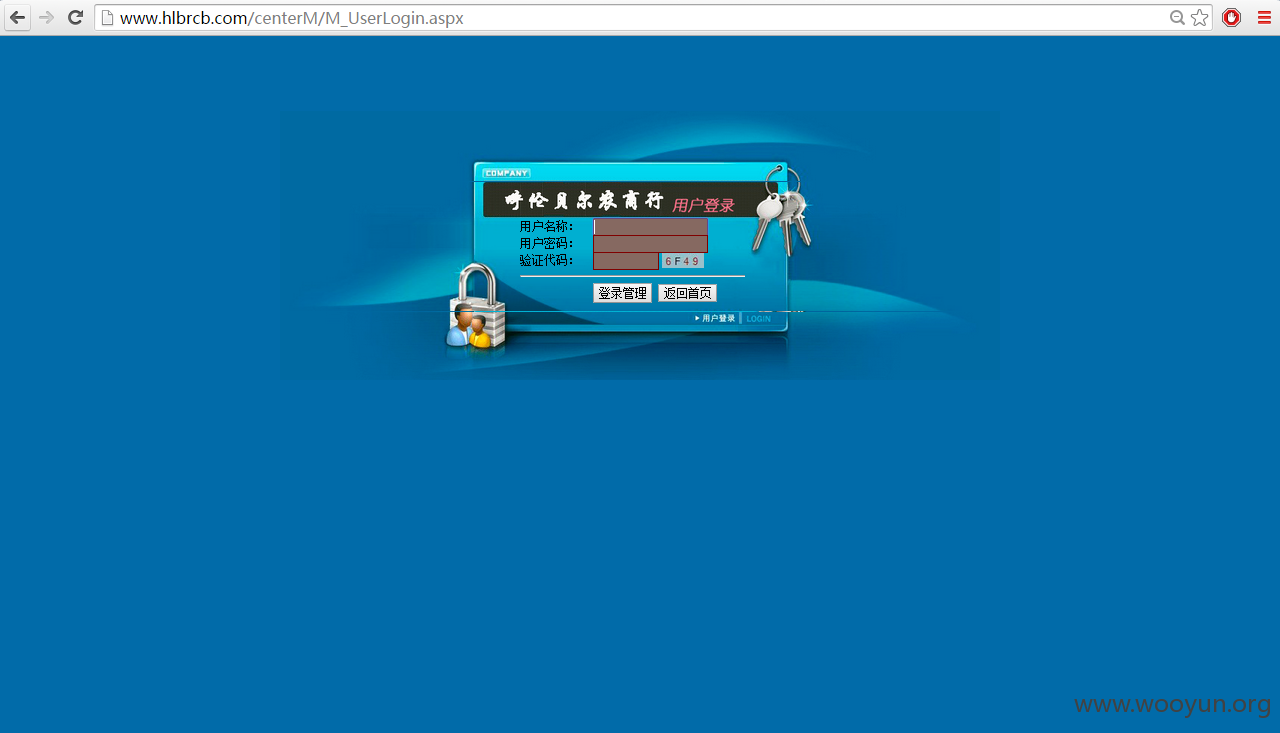 www.hlbrcb.com/centerM/M_UserLogin.aspx
COMPANY
呼伦贝尔农商行 用户登录
用户名称：
用户密码：
验证代码： 6F49
登录管理 返回首页
用户登录 LOGIN
www.wooyun.org